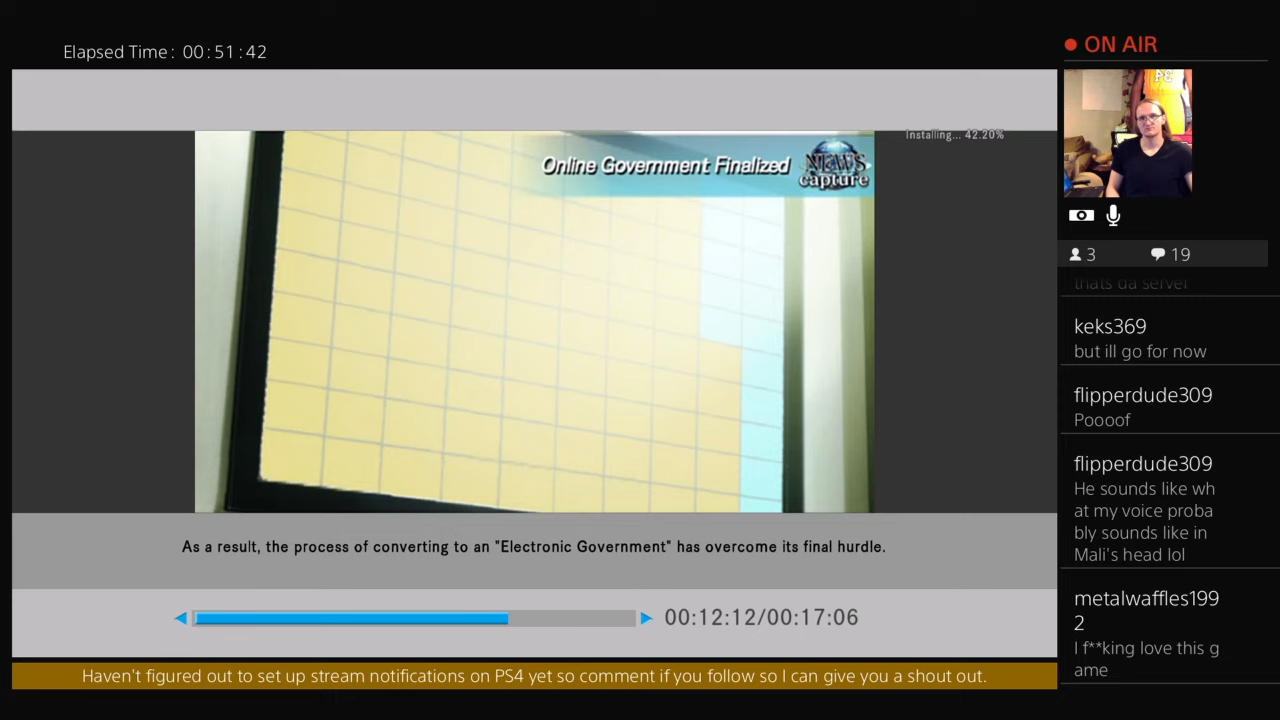 Elapsed Time: 00:51:42
ON AIR
Installing... 42.20%
Online Government Finalized
NEWS
capture
3
19
thats da server
keks369
but ill go for now
flipperdude309
Poooof
flipperdude309
He sounds like wh
at my voice proba
bly sounds like in
Mali's head lol
metalwaffles199
2
I f**king love this g
ame
As a result, the process of converting to an "Electronic Government" has overcome its final hurdle.
00:12:12/00:17:06
Haven't figured out to set up stream notifications on PS4 yet so comment if you follow so I can give you a shout out.